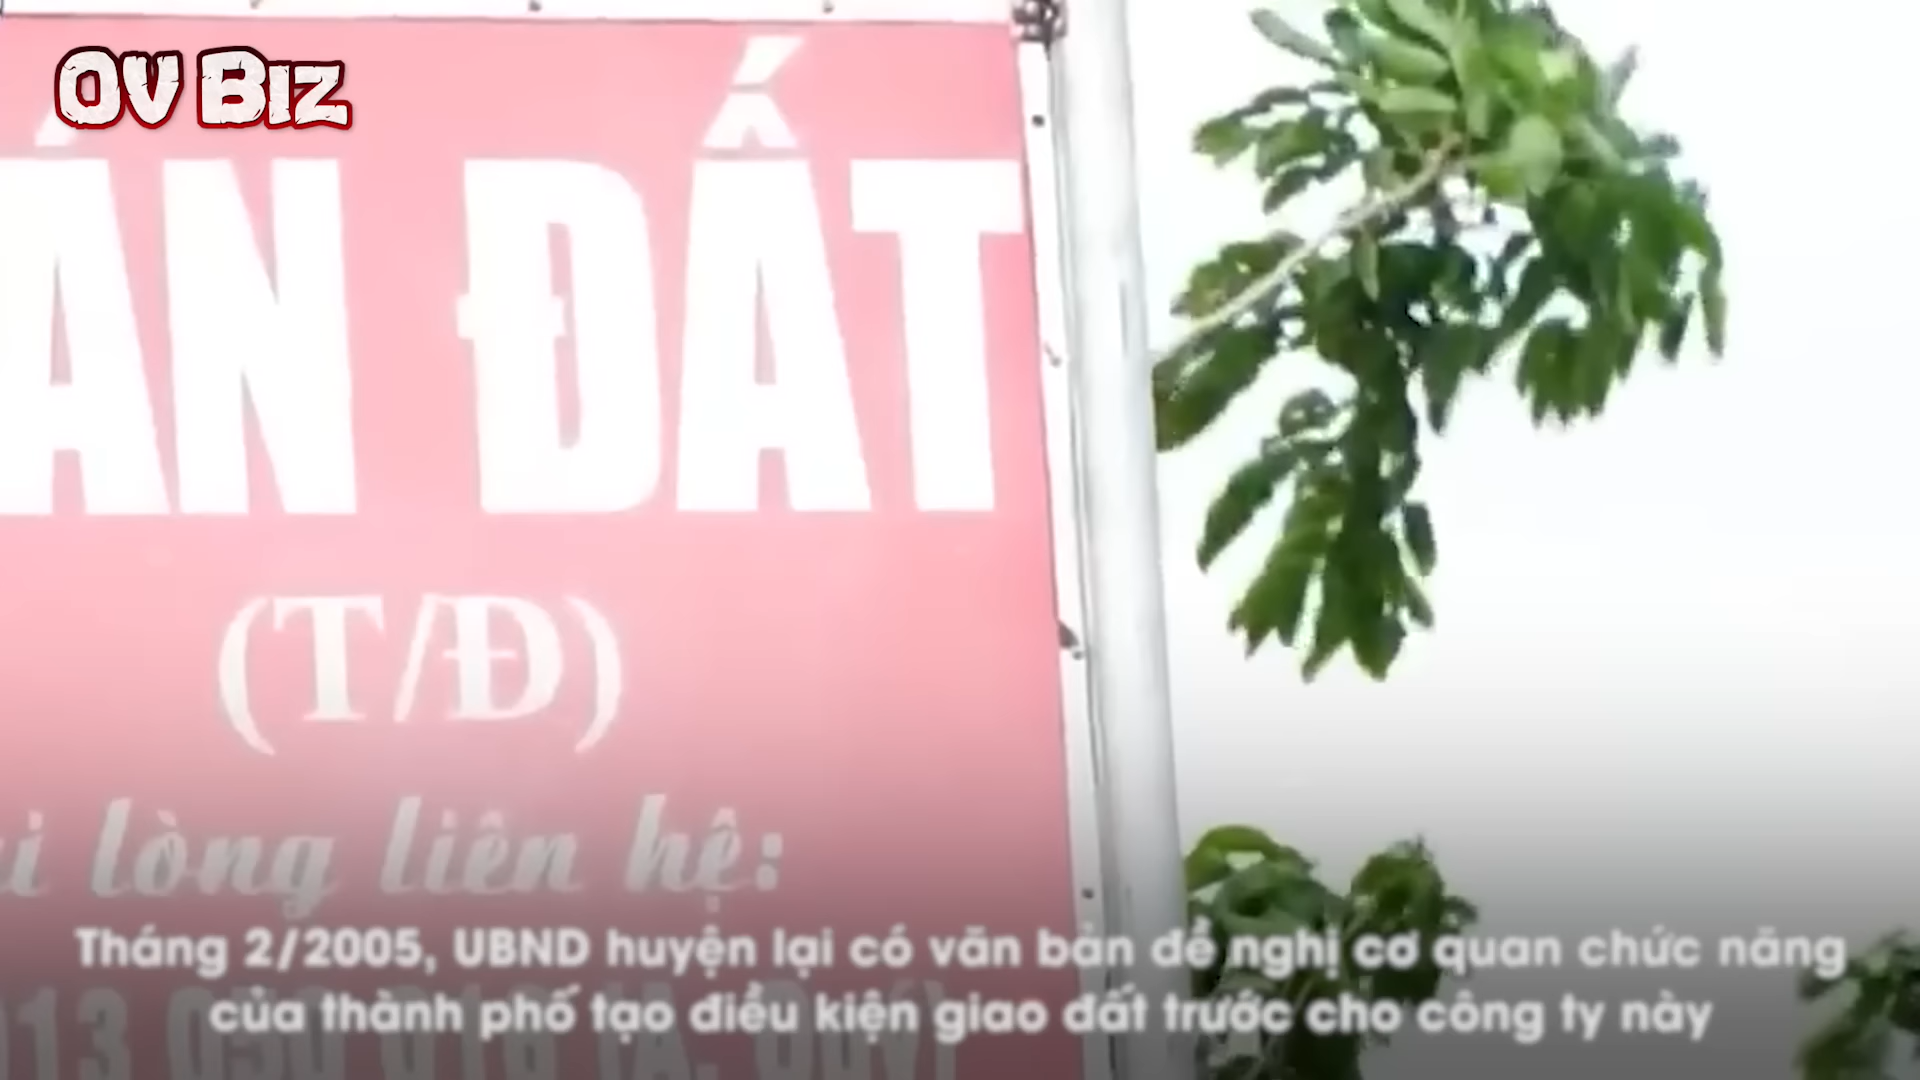 OV BIZ
ÁN ĐẤT
(T/Đ)
lòng liên hệ:
Tháng 2/2005, UBND huyện lại có văn bản đề nghị cơ quan chức năng
của thành phố tạo điều kiện giao đất trước cho công ty này